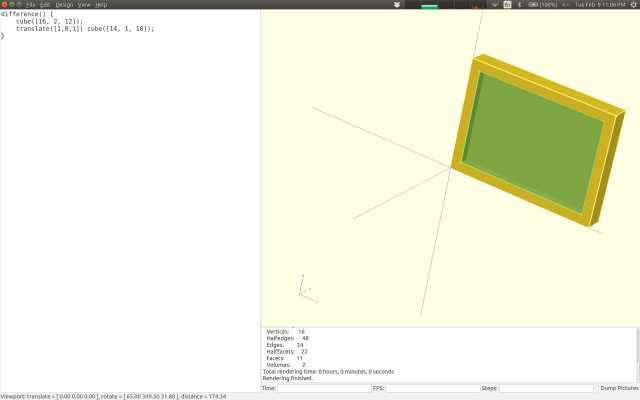 File Edit Design View Help
(100%)
Tue Feb 9 11:06 PM
difference() {
cube([16, 2, 12]);
translate([1,0,1]) cube([14, 1, 10]);
}
Vertices: 16
Halfedges: 48
Edges: 24
Halffacets: 22
Facets: 11
Volumes: 2
Total rendering time: 0 hours, 0 minutes, 0 seconds
Rendering finished.
Time: FPS: Steps: Dump Pictures
Viewport: translate = [ 0.00 0.00 0.00 ], rotate = [ 65.00 349.30 31.80 ], distance = 174.34